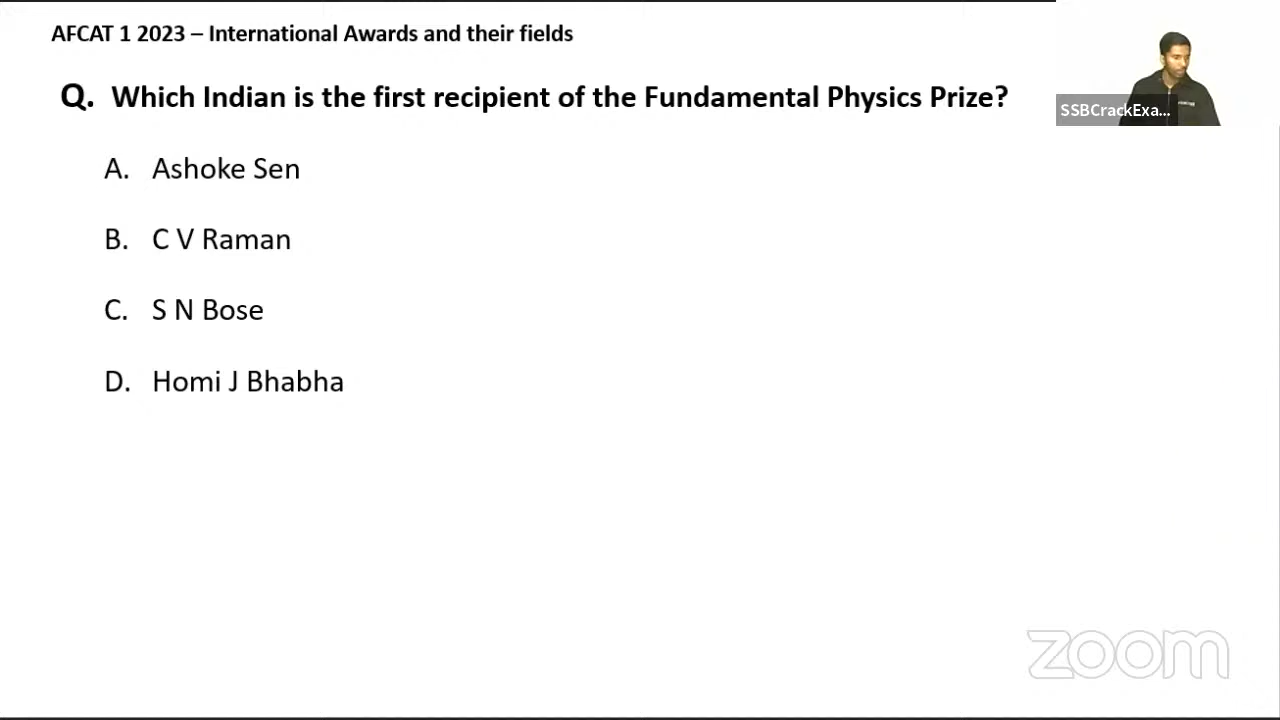 AFCAT 1 2023 – International Awards and their fields
Q. Which Indian is the first recipient of the Fundamental Physics Prize?
SSBCrackExa...
A. Ashoke Sen
B. C V Raman
C. S N Bose
D. Homi J Bhabha
zoom